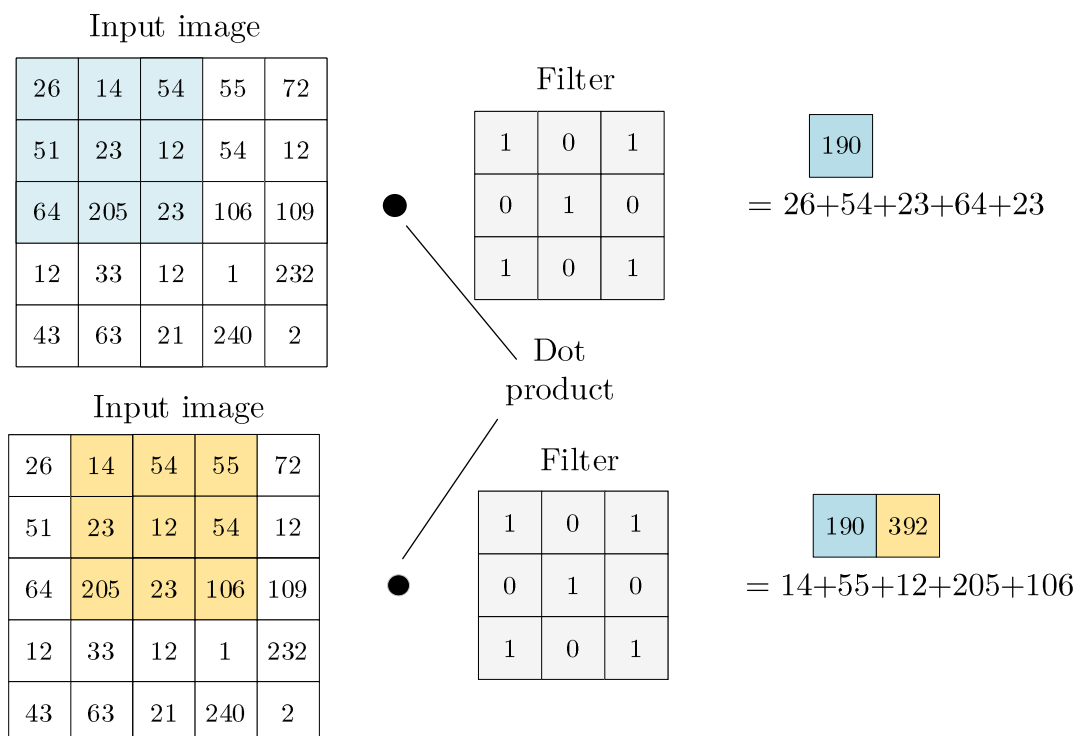 Input image
26 14 54 55 72
51 23 12 54 12
64 205 23 106 109
12 33 12 1 232
43 63 21 240 2
Filter
1 0 1
0 1 0
1 0 1
190
= 26+54+23+64+23
Dot
product
Input image
26 14 54 55 72
51 23 12 54 12
64 205 23 106 109
12 33 12 1 232
43 63 21 240 2
Filter
1 0 1
0 1 0
1 0 1
190 392
= 14+55+12+205+106